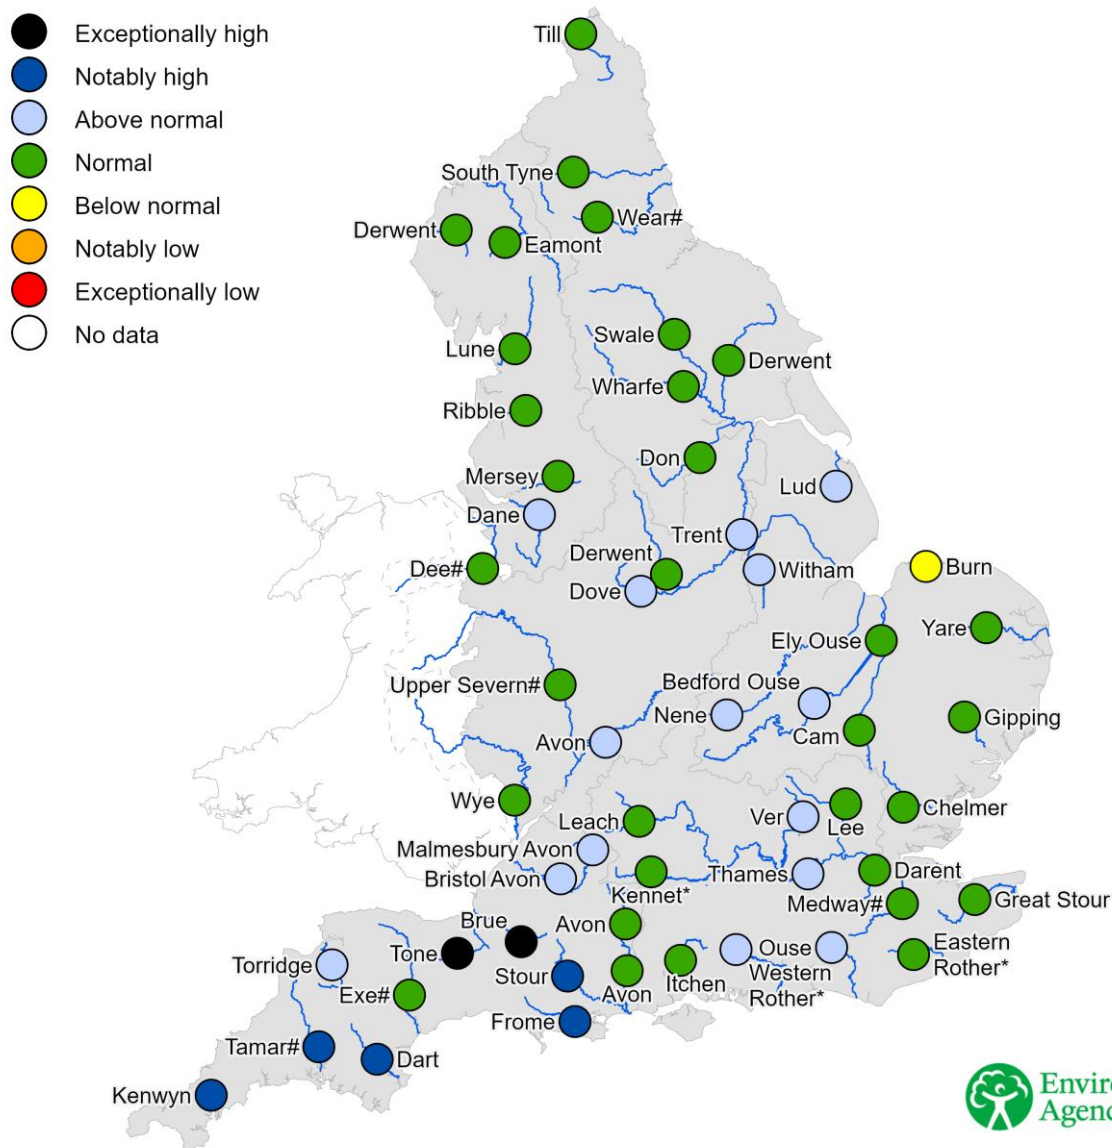 Exceptionally high
Notably high
Above normal
Normal
Below normal
Notably low
Exceptionally low
No data
Till
South Tyne
Wear#
Derwent
Eamont
Swale
Lune
Derwent
Wharfe
Ribble
Don
Mersey
Lud
Dane
Trent
Derwent
Dee#
Witham
Burn
Dove
Yare
Ely Ouse
Bedford Ouse
Upper Severn#
Nene
Gipping
Cam
Avon
Wye
Chelmer
Ver
Leach
Lee
Malmesbury Avon
Bristol Avon
Thames
Darent
Kennet*
Medway#
Great Stour
Brue
Avon
Tone
Ouse
Eastern
Rother*
Torridge
Stour
Avon
Itchen
Western
Rother*
Exe#
Frome
Tamar#
Dart
Kenwyn
Enviro
Agenc